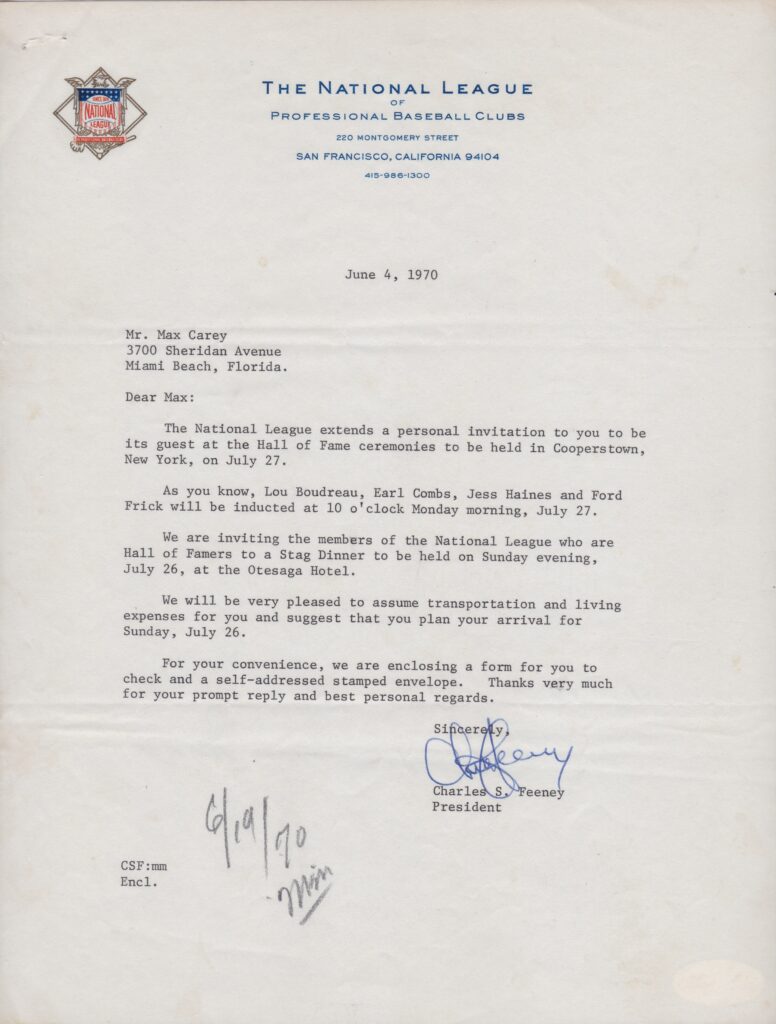 SINCE 1876
NATIONAL
LEAGUE
THE NATIONAL LEAGUE
OF
PROFESSIONAL BASEBALL CLUBS
220 MONTGOMERY STREET
SAN FRANCISCO, CALIFORNIA 94104
415-986-1300
June 4, 1970
Mr. Max Carey
3700 Sheridan Avenue
Miami Beach, Florida.
Dear Max:
The National League extends a personal invitation to you to be
its guest at the Hall of Fame ceremonies to be held in Cooperstown,
New York, on July 27.
As you know, Lou Boudreau, Earl Combs, Jess Haines and Ford
Frick will be inducted at 10 o'clock Monday morning, July 27.
We are inviting the members of the National League who are
Hall of Famers to a Stag Dinner to be held on Sunday evening,
July 26, at the Otesaga Hotel.
We will be very pleased to assume transportation and living
expenses for you and suggest that you plan your arrival for
Sunday, July 26.
For your convenience, we are enclosing a form for you to
check and a self-addressed stamped envelope. Thanks very much
for your prompt reply and best personal regards.
Sincerely,
Charles S. Feeney
President
6/19/70
CSF:mm
Encl.